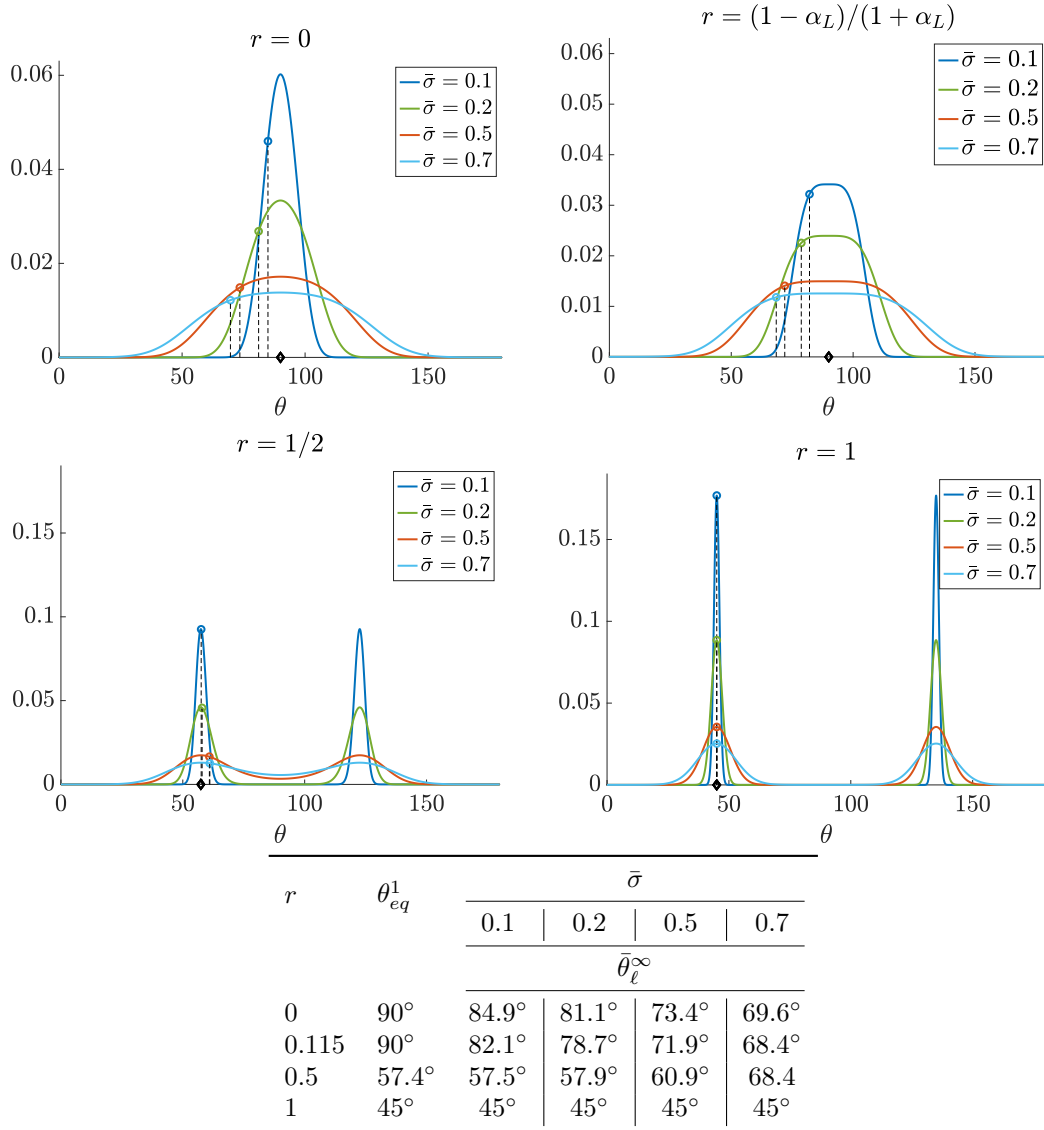 r = 0
0.06
0.04
0.02
0
0 50 100 150
θ
σ̄ = 0.1
σ̄ = 0.2
σ̄ = 0.5
σ̄ = 0.7
r = (1 − α_L)/(1 + α_L)
0.06
0.05
0.04
0.03
0.02
0.01
0
0 50 100 150
θ
σ̄ = 0.1
σ̄ = 0.2
σ̄ = 0.5
σ̄ = 0.7
r = 1/2
0.15
0.1
0.05
0
0 50 100 150
θ
σ̄ = 0.1
σ̄ = 0.2
σ̄ = 0.5
σ̄ = 0.7
r = 1
0.15
0.1
0.05
0
0 50 100 150
θ
σ̄ = 0.1
σ̄ = 0.2
σ̄ = 0.5
σ̄ = 0.7
r θ¹_eq σ̄
0.1 0.2 0.5 0.7
θ̄^∞_ℓ
0 90° 84.9° 81.1° 73.4° 69.6°
0.115 90° 82.1° 78.7° 71.9° 68.4°
0.5 57.4° 57.5° 57.9° 60.9° 68.4
1 45° 45° 45° 45° 45°